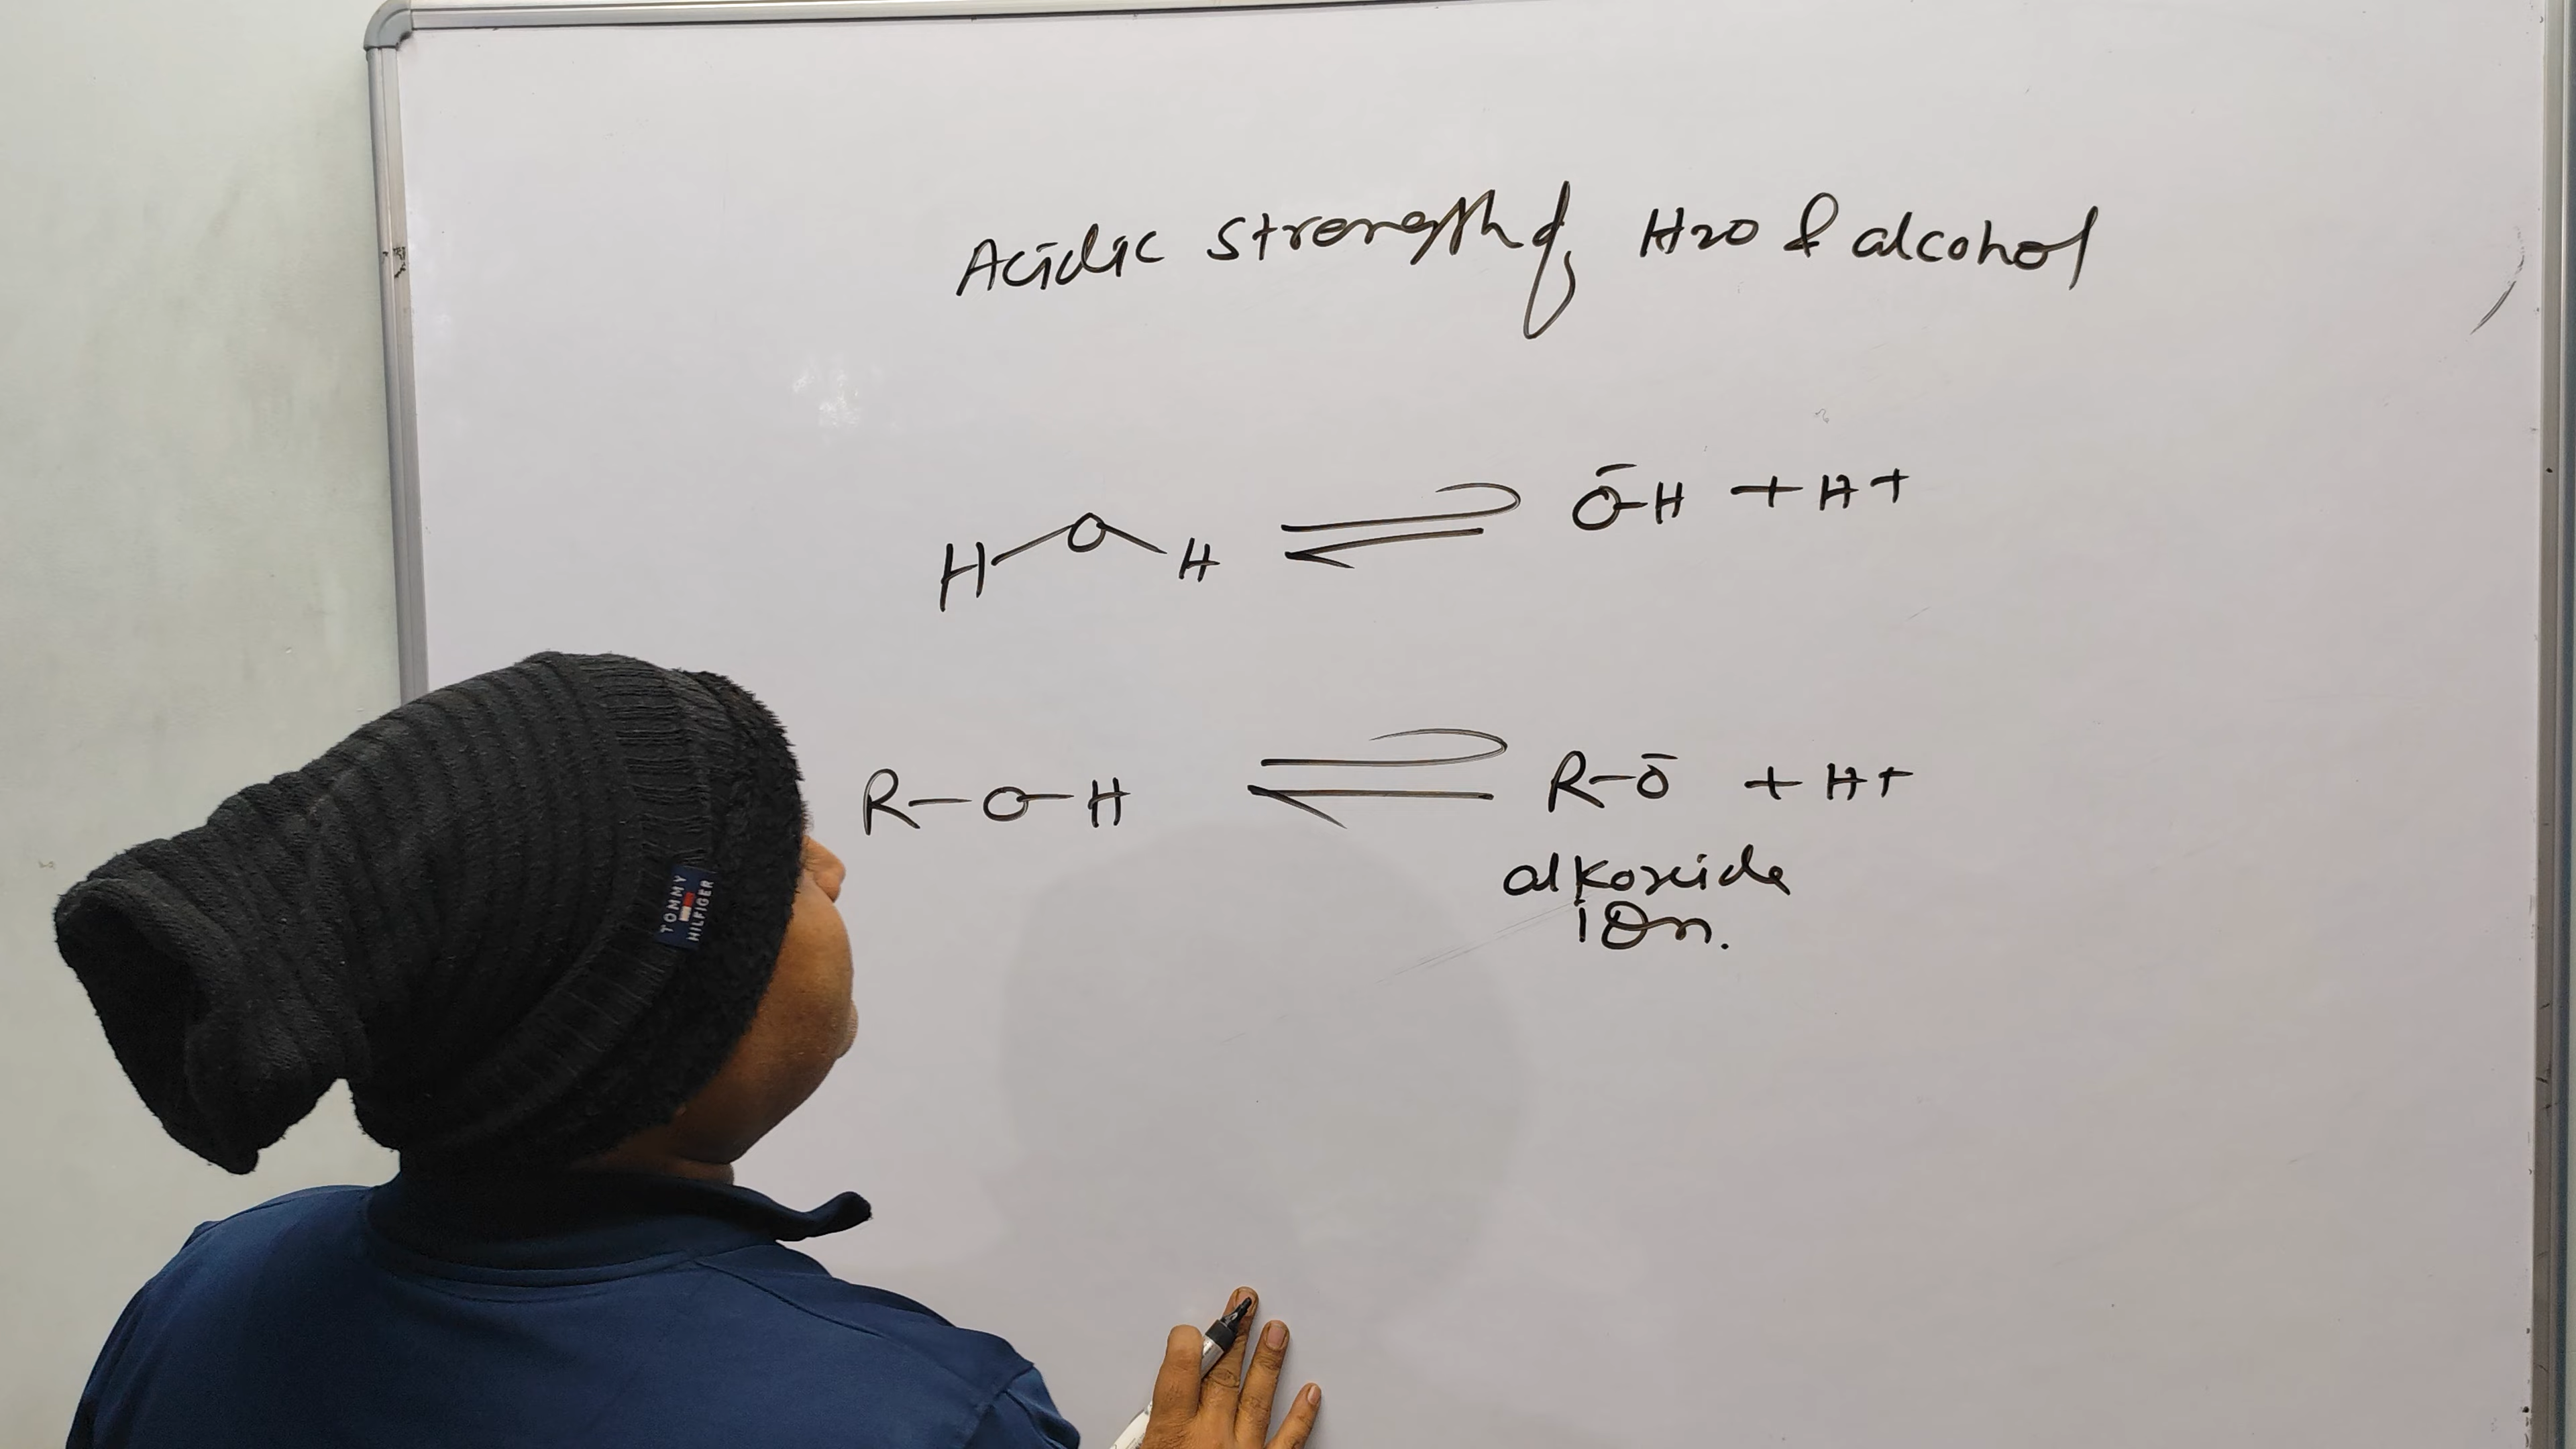 Acidic strength of H2O & alcohol
H O H ⇌ ŌH + H+
R-O-H ⇌ R-Ō + H+
alkoxide
ion.
TOMMY
HILFIGER